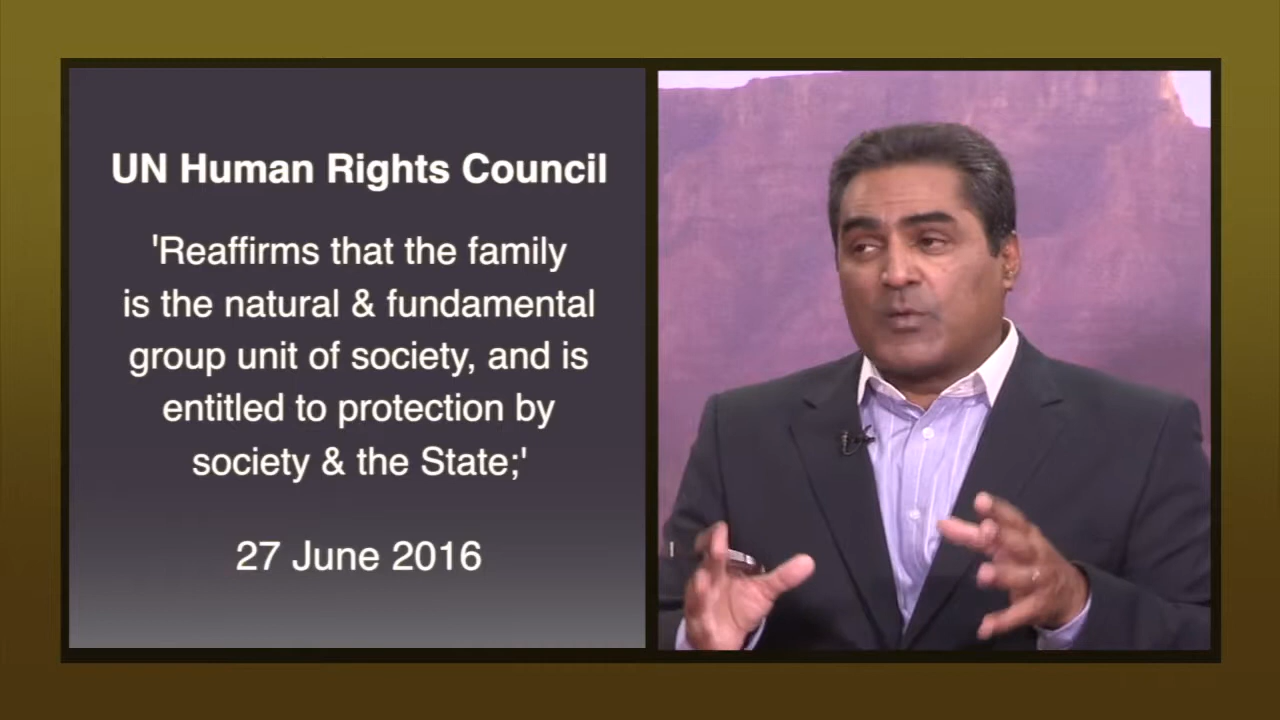 UN Human Rights Council
'Reaffirms that the family
is the natural & fundamental
group unit of society, and is
entitled to protection by
society & the State;'
27 June 2016